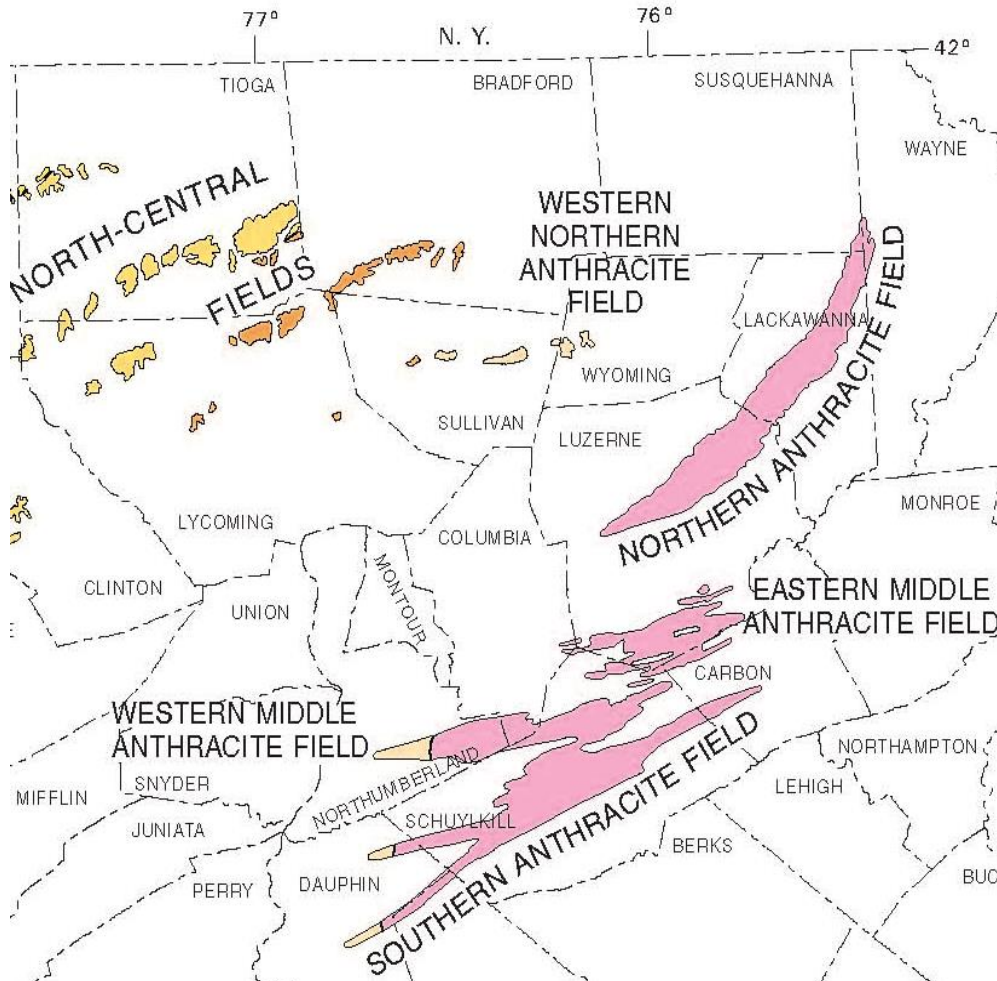 77°
76°
N. Y.
42°
TIOGA
BRADFORD
SUSQUEHANNA
WAYNE
NORTH-CENTRAL
FIELDS
WESTERN
NORTHERN
ANTHRACITE
FIELD
LACKAWANNA
WYOMING
SULLIVAN
LUZERNE
NORTHERN ANTHRACITE FIELD
MONROE
LYCOMING
COLUMBIA
CLINTON
UNION
MONTOUR
EASTERN MIDDLE
ANTHRACITE FIELD
E
CARBON
WESTERN MIDDLE
ANTHRACITE FIELD
NORTHAMPTON
SNYDER
MIFFLIN
NORTHUMBERLAND
LEHIGH
JUNIATA
SCHUYLKILL
BERKS
PERRY
DAUPHIN
BUC
SOUTHERN ANTHRACITE FIELD